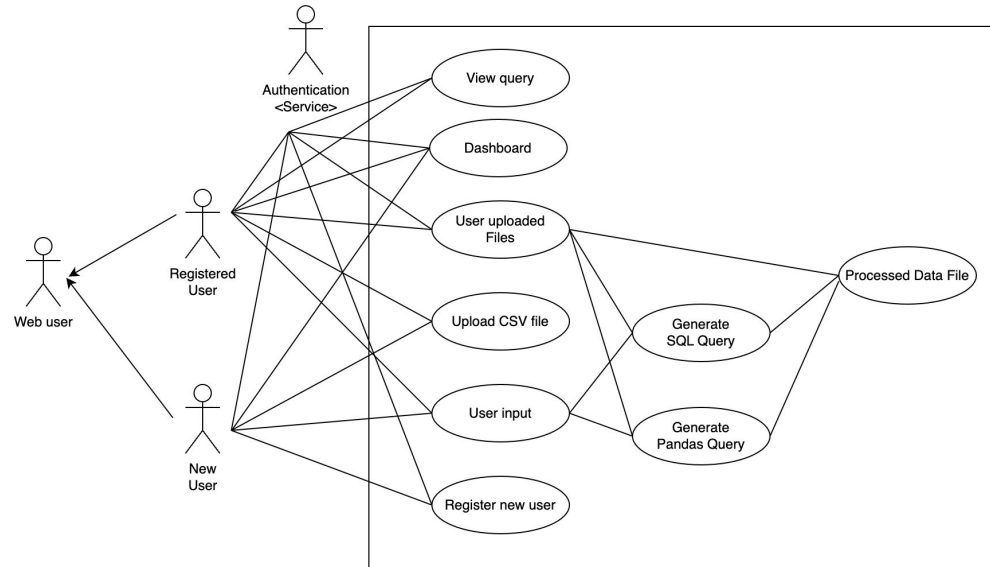 Authentication
<Service>
View query
Dashboard
Registered
User
User uploaded
Files
Web user
Processed Data File
Upload CSV file
Generate
SQL Query
New
User
User input
Generate
Pandas Query
Register new user